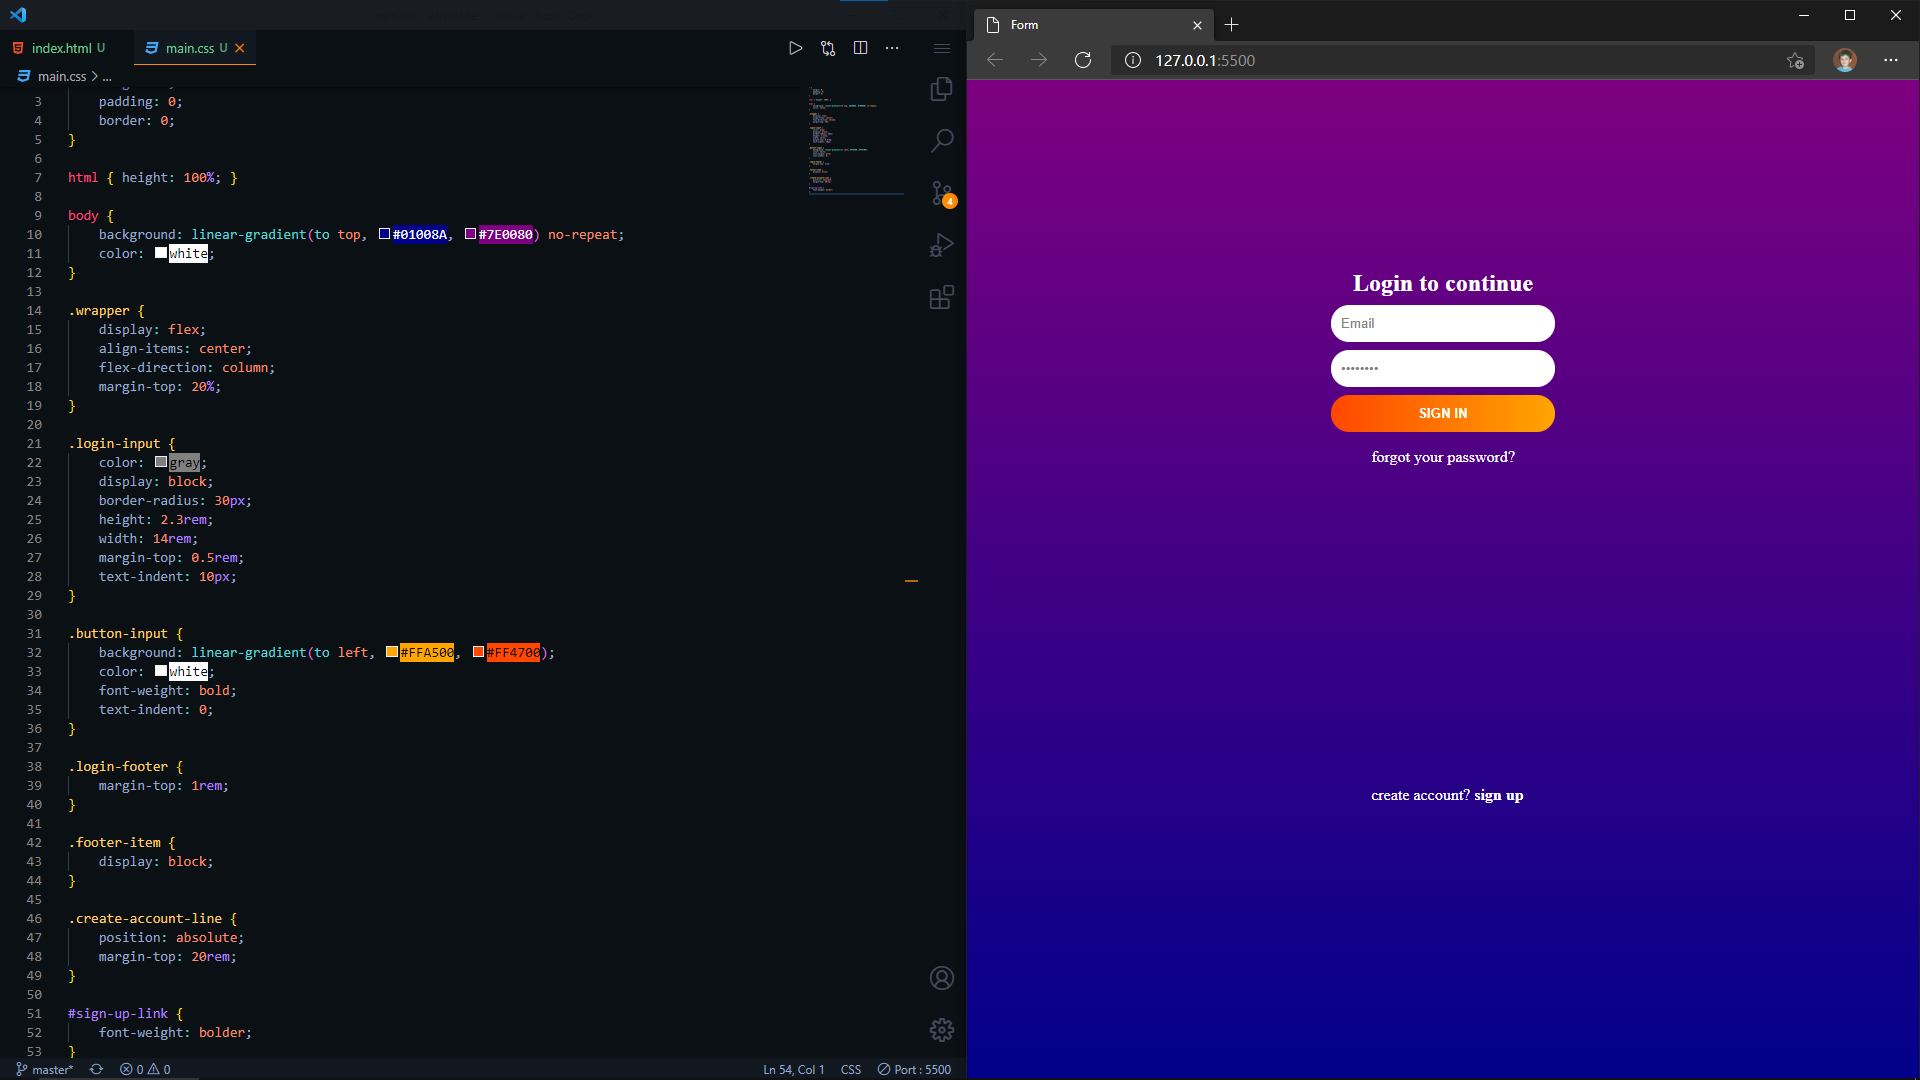 index.html U
main.css U
main.css > ...
3 padding: 0;
4 border: 0;
5 }
6
7 html { height: 100%; }
8
9 body {
10 background: linear-gradient(to top, #01008A, #7E0080) no-repeat;
11 color: white;
12 }
13
14 .wrapper {
15 display: flex;
16 align-items: center;
17 flex-direction: column;
18 margin-top: 20%;
19 }
20
21 .login-input {
22 color: gray;
23 display: block;
24 border-radius: 30px;
25 height: 2.3rem;
26 width: 14rem;
27 margin-top: 0.5rem;
28 text-indent: 10px;
29 }
30
31 .button-input {
32 background: linear-gradient(to left, #FFA500, #FF4700);
33 color: white;
34 font-weight: bold;
35 text-indent: 0;
36 }
37
38 .login-footer {
39 margin-top: 1rem;
40 }
41
42 .footer-item {
43 display: block;
44 }
45
46 .create-account-line {
47 position: absolute;
48 margin-top: 20rem;
49 }
50
51 #sign-up-link {
52 font-weight: bolder;
53 }
4
master* 0 0
Ln 54, Col 1 CSS Port : 5500
Form
127.0.0.1:5500
Login to continue
Email
••••••••
SIGN IN
forgot your password?
create account? sign up